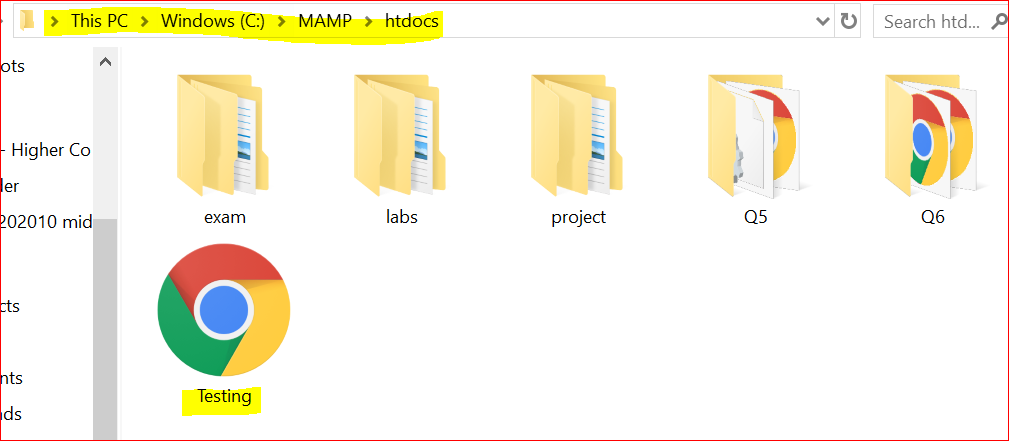 This PC > Windows (C:) > MAMP > htdocs
Search htd...
ots
- Higher Co
ler
202010 mid
cts
nts
ads
exam
labs
project
Q5
Q6
Testing